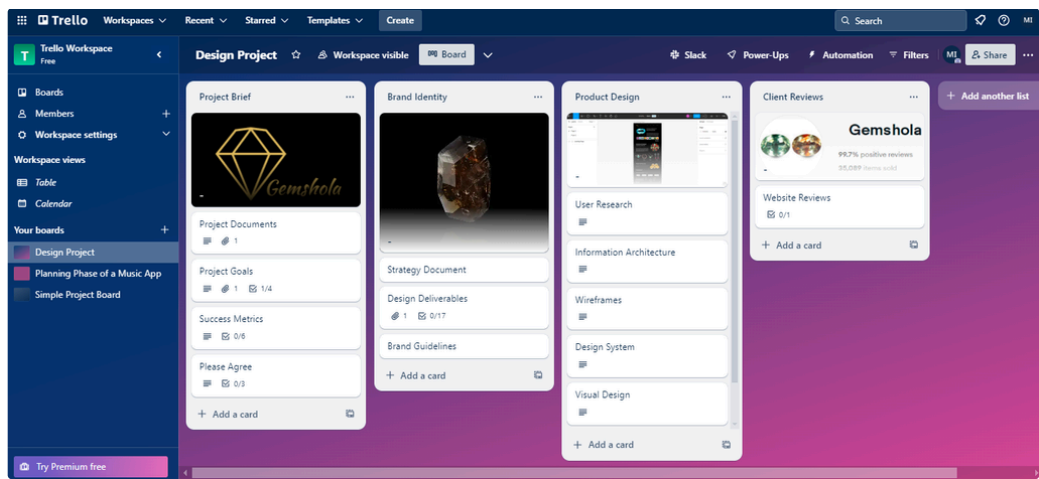 Trello
Workspaces
Recent
Starred
Templates
Create
Search
MI
T
Trello Workspace
Free
Boards
Members
Workspace settings
Workspace views
Table
Calendar
Your boards
Design Project
Planning Phase of a Music App
Simple Project Board
Try Premium free
Design Project
Workspace visible
Board
Slack
Power-Ups
Automation
Filters
MI
Share
Project Brief
Gemshola
Project Documents
1
Project Goals
1
1/4
Success Metrics
0/6
Please Agree
0/3
Add a card
Brand Identity
Strategy Document
Design Deliverables
1
0/17
Brand Guidelines
Add a card
Product Design
User Research
Information Architecture
Wireframes
Design System
Visual Design
Add a card
Client Reviews
Gemshola
99.7% positive reviews
35,089 items sold
Website Reviews
0/1
Add a card
Add another list